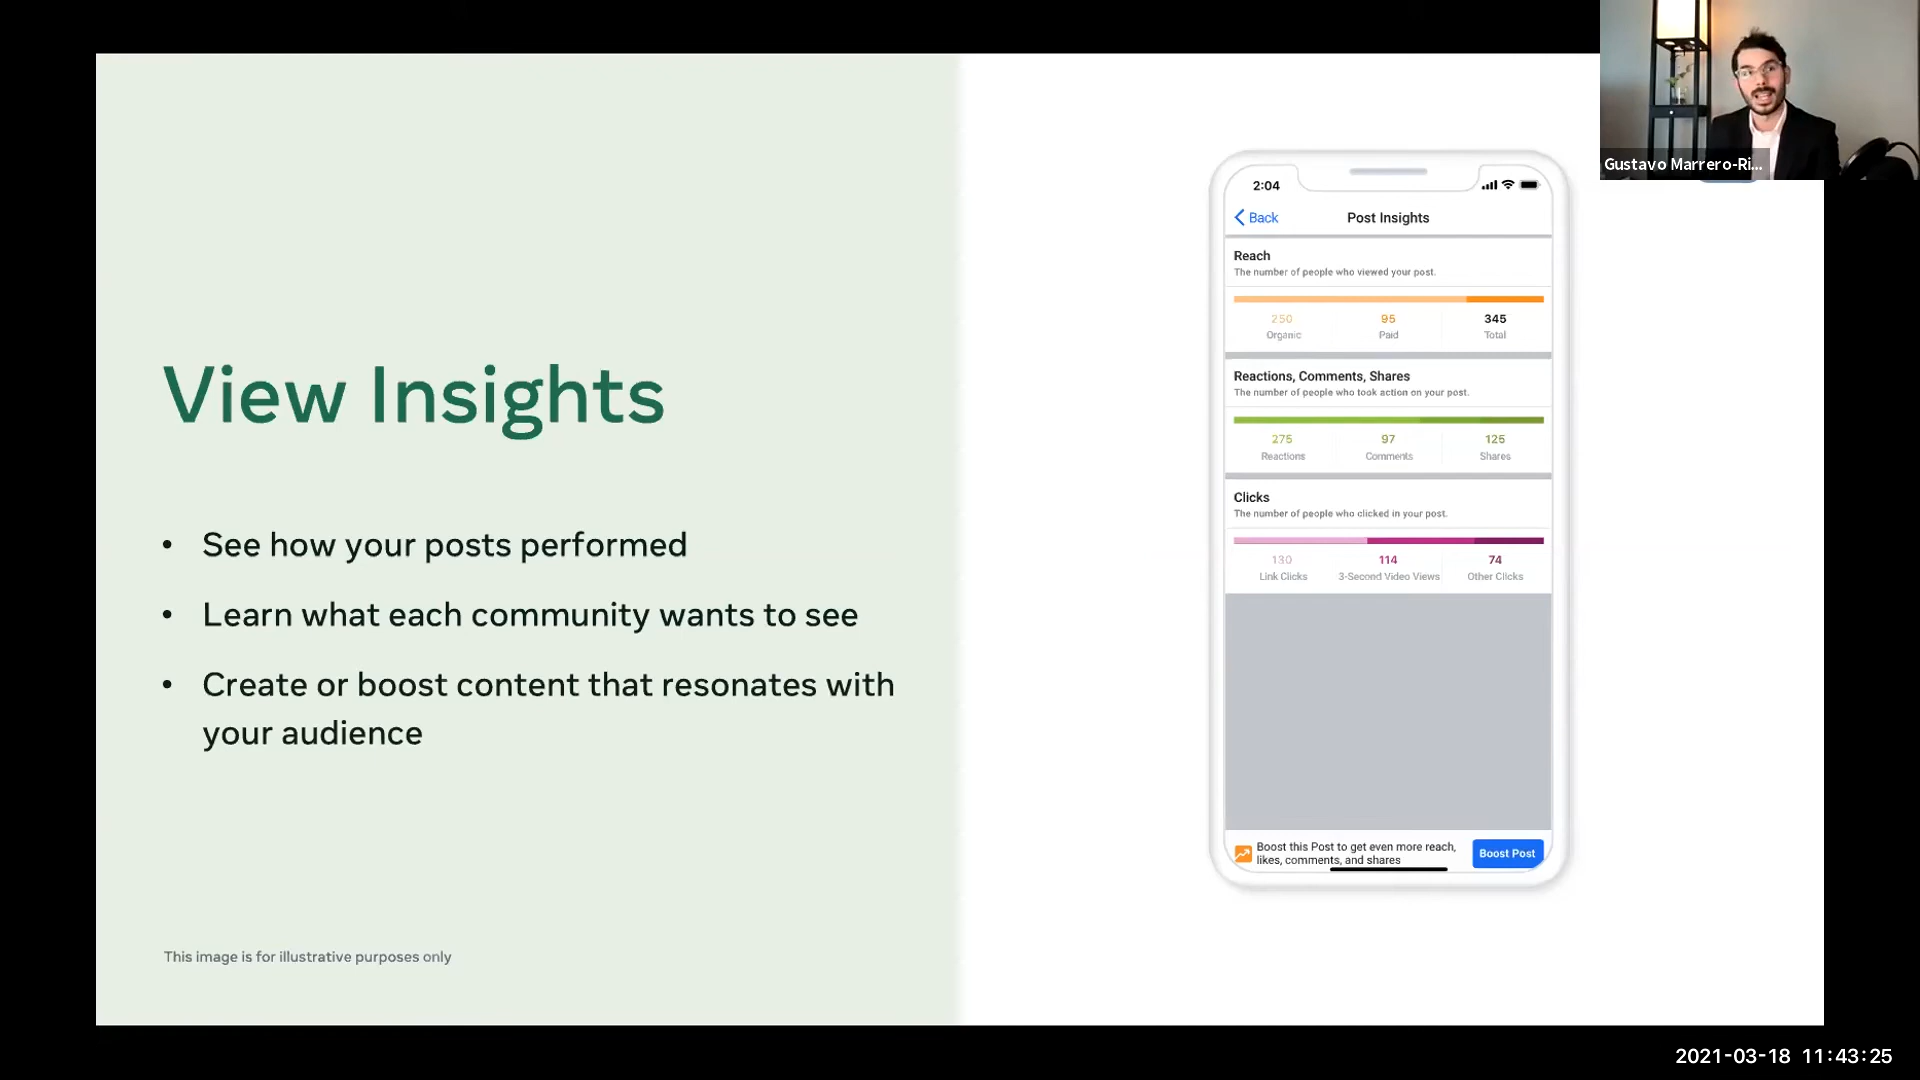 View Insights
• See how your posts performed
• Learn what each community wants to see
• Create or boost content that resonates with
your audience
This image is for illustrative purposes only
2:04
Back
Post Insights
Reach
The number of people who viewed your post.
250 95 345
Organic Paid Total
Reactions, Comments, Shares
The number of people who took action on your post.
275 97 125
Reactions Comments Shares
Clicks
The number of people who clicked in your post.
130 114 74
Link Clicks 3-Second Video Views Other Clicks
Boost this Post to get even more reach,
likes, comments, and shares
Boost Post
Gustavo Marrero-Ri...
2021-03-18 11:43:25